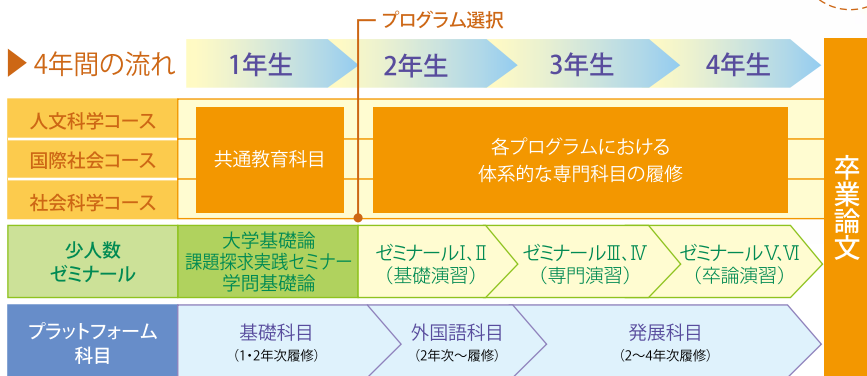 プログラム選択
▶4年間の流れ
1年生
2年生
3年生
4年生
人文科学コース
国際社会コース
社会科学コース
共通教育科目
各プログラムにおける
体系的な専門科目の履修
少人数
ゼミナール
大学基礎論
課題探求実践セミナー
学問基礎論
ゼミナールⅠ、Ⅱ
（基礎演習）
ゼミナールⅢ、Ⅳ
（専門演習）
ゼミナールⅤ、Ⅵ
（卒論演習）
プラットフォーム
科目
基礎科目
（1・2年次履修）
外国語科目
（2年次〜履修）
発展科目
（2〜4年次履修）
卒業論文